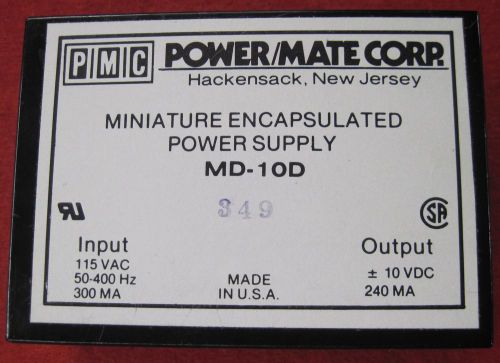 PMC POWER/MATE CORP.
Hackensack, New Jersey
MINIATURE ENCAPSULATED
POWER SUPPLY
MD-10D
349
Input
115 VAC
50-400 Hz
300 MA
MADE
IN U.S.A.
SA
Output
± 10 VDC
240 MA